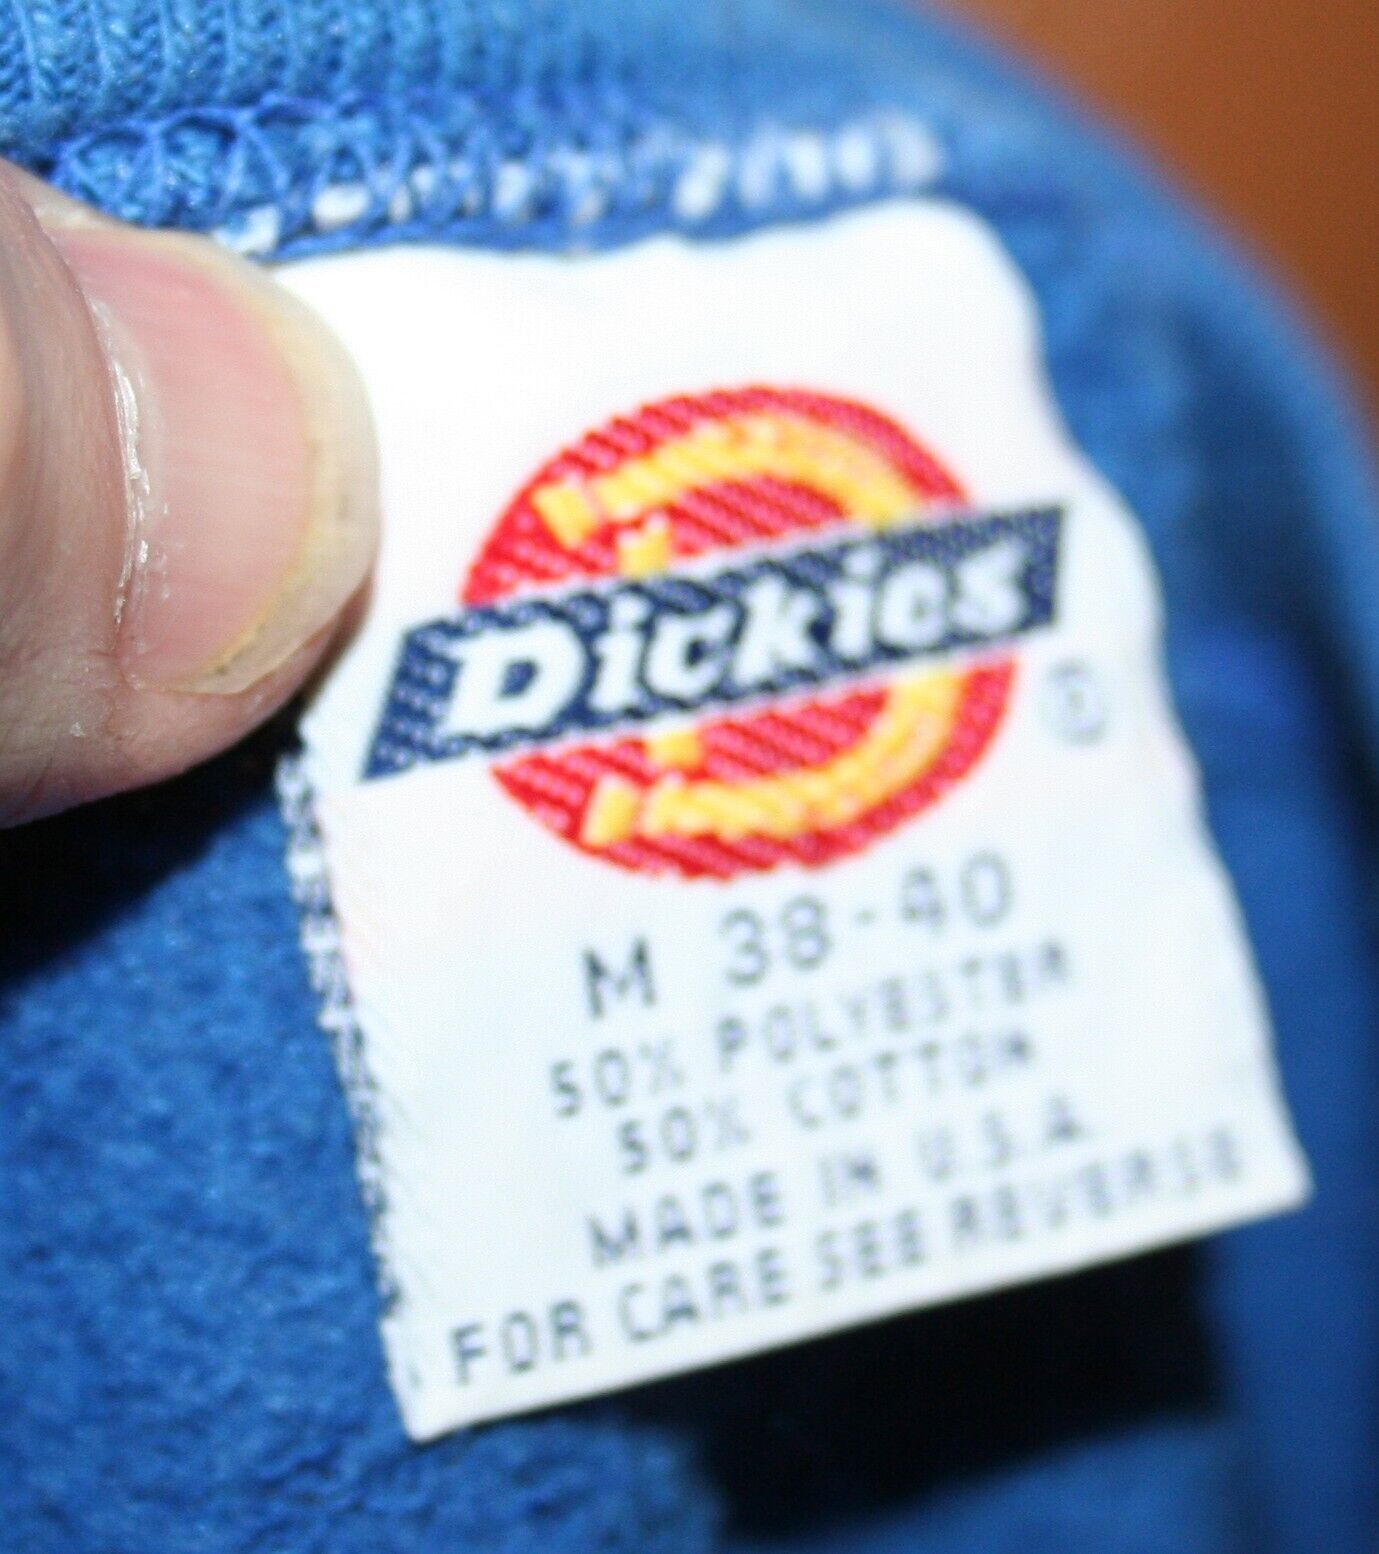 Dickies
®
M 38-40
50% POLYESTER
50% COTTON
MADE IN U.S.A.
FOR CARE SEE REVERSE